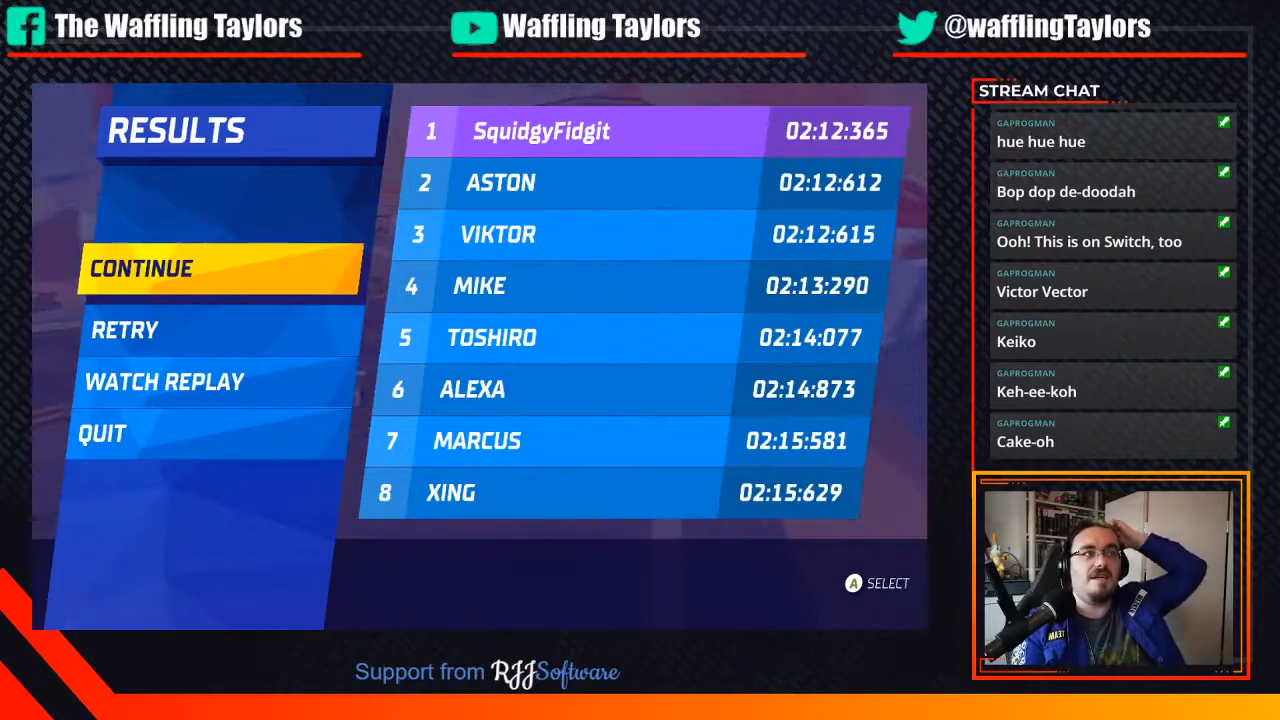 The Waffling Taylors
Waffling Taylors
@wafflingTaylors
RESULTS
CONTINUE
RETRY
WATCH REPLAY
QUIT
1 SquidgyFidgit 02:12:365
2 ASTON 02:12:612
3 VIKTOR 02:12:615
4 MIKE 02:13:290
5 TOSHIRO 02:14:077
6 ALEXA 02:14:873
7 MARCUS 02:15:581
8 XING 02:15:629
A SELECT
STREAM CHAT
GAPROGMAN
hue hue hue
GAPROGMAN
Bop dop de-doodah
GAPROGMAN
Ooh! This is on Switch, too
GAPROGMAN
Victor Vector
GAPROGMAN
Keiko
GAPROGMAN
Keh-ee-koh
GAPROGMAN
Cake-oh
TEAM
Support from RJJ Software